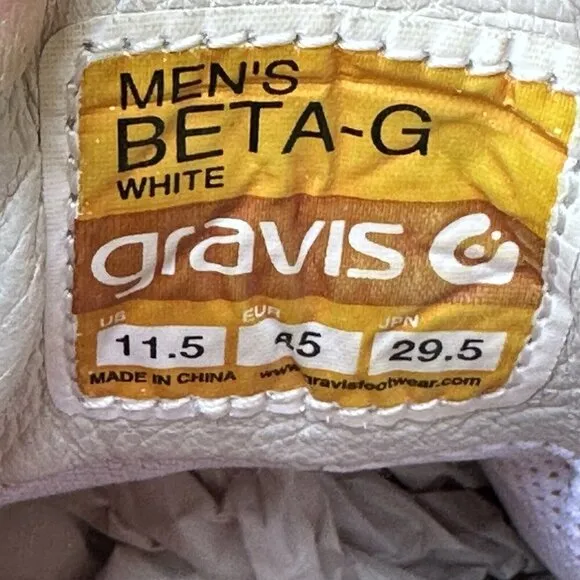 MEN'S
BETA-G
WHITE
gravis
US EUR JPN
11.5 29.5
MADE IN CHINA